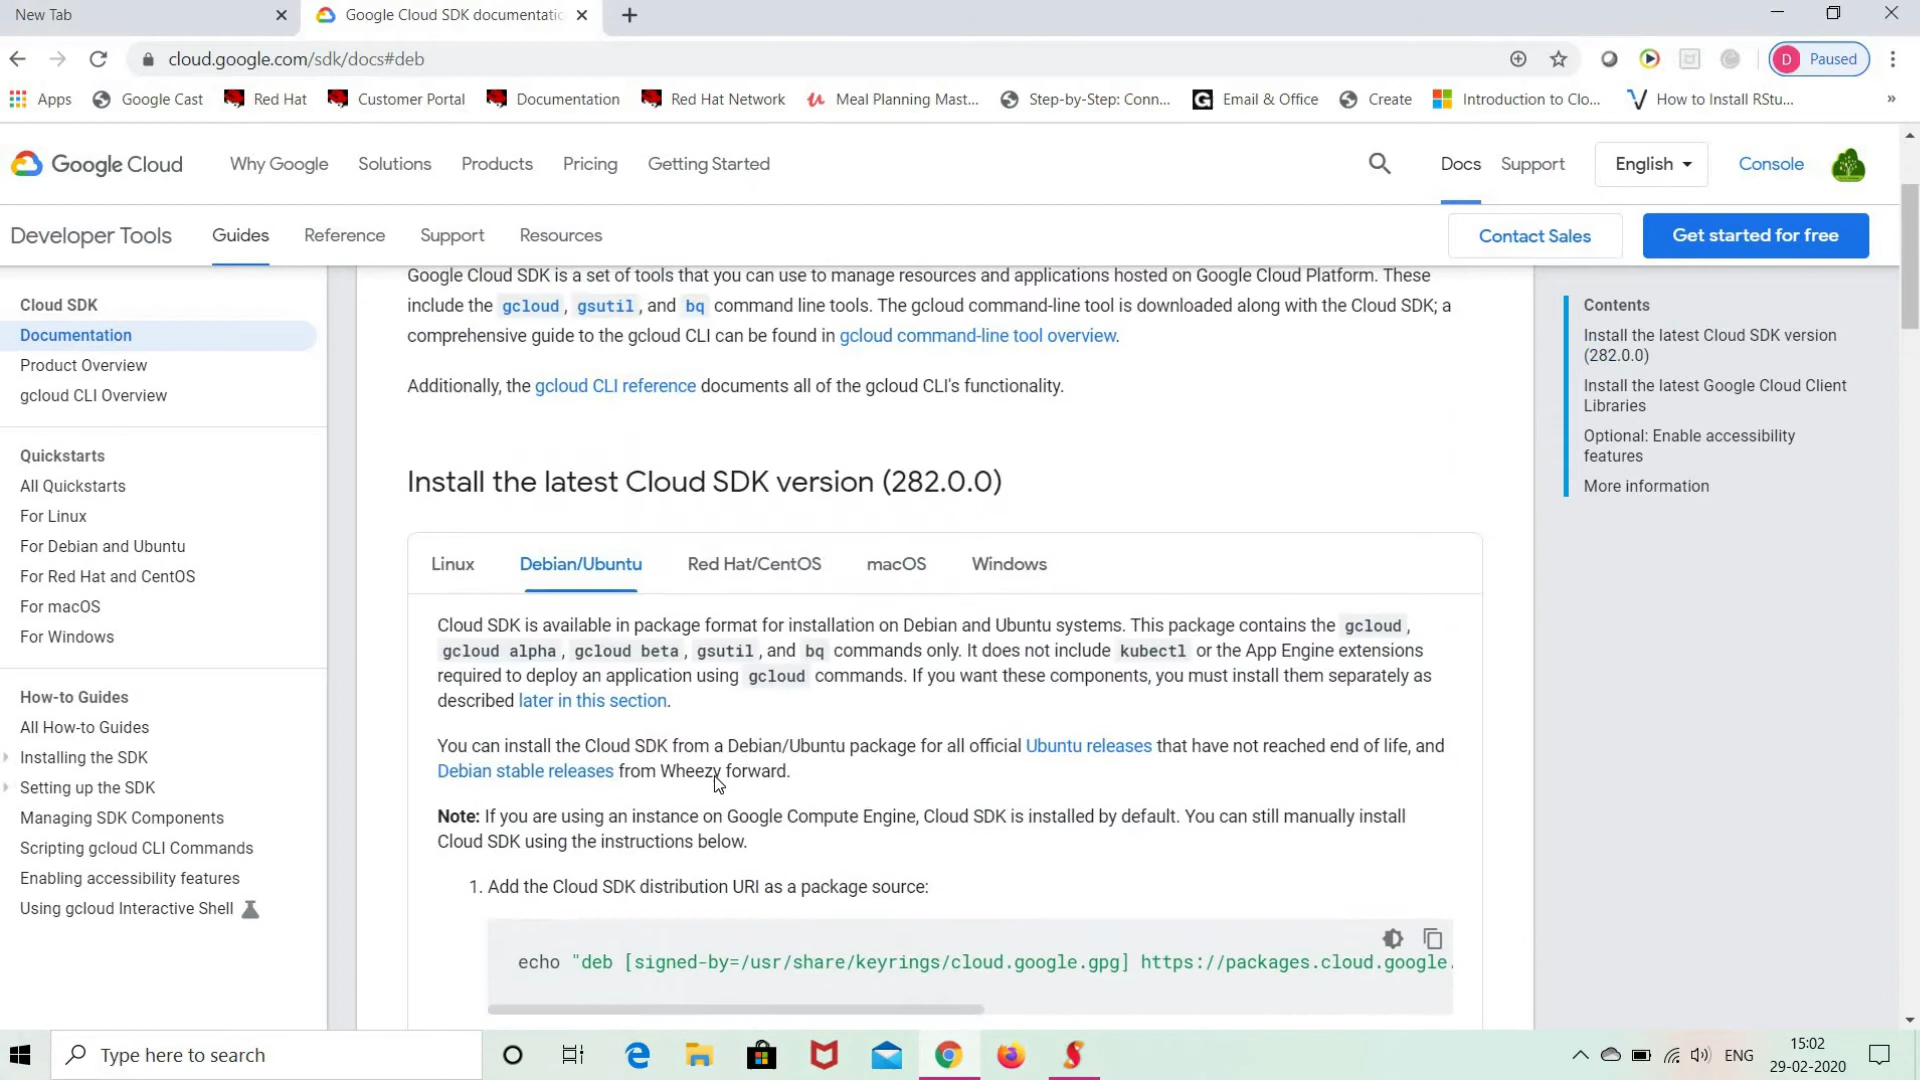 New Tab
Google Cloud SDK documentatic
cloud.google.com/sdk/docs#deb
Paused
D
Apps
Google Cast
Red Hat
Customer Portal
Documentation
Red Hat Network
Meal Planning Mast...
Step-by-Step: Conn...
Email & Office
Create
Introduction to Clo...
How to Install RStu...
»
Google Cloud
Why Google
Solutions
Products
Pricing
Getting Started
Docs
Support
English
Console
Developer Tools
Guides
Reference
Support
Resources
Contact Sales
Get started for free
Cloud SDK
Documentation
Product Overview
gcloud CLI Overview
Quickstarts
All Quickstarts
For Linux
For Debian and Ubuntu
For Red Hat and CentOS
For macOS
For Windows
How-to Guides
All How-to Guides
Installing the SDK
Setting up the SDK
Managing SDK Components
Scripting gcloud CLI Commands
Enabling accessibility features
Using gcloud Interactive Shell
Google Cloud SDK is a set of tools that you can use to manage resources and applications hosted on Google Cloud Platform. These
include the gcloud, gsutil, and bq command line tools. The gcloud command-line tool is downloaded along with the Cloud SDK; a
comprehensive guide to the gcloud CLI can be found in gcloud command-line tool overview.
Additionally, the gcloud CLI reference documents all of the gcloud CLI's functionality.
Install the latest Cloud SDK version (282.0.0)
Linux
Debian/Ubuntu
Red Hat/CentOS
macOS
Windows
Cloud SDK is available in package format for installation on Debian and Ubuntu systems. This package contains the gcloud,
gcloud alpha, gcloud beta, gsutil, and bq commands only. It does not include kubectl or the App Engine extensions
required to deploy an application using gcloud commands. If you want these components, you must install them separately as
described later in this section.
You can install the Cloud SDK from a Debian/Ubuntu package for all official Ubuntu releases that have not reached end of life, and
Debian stable releases from Wheezy forward.
Note: If you are using an instance on Google Compute Engine, Cloud SDK is installed by default. You can still manually install
Cloud SDK using the instructions below.
1. Add the Cloud SDK distribution URI as a package source:
echo "deb [signed-by=/usr/share/keyrings/cloud.google.gpg] https://packages.cloud.google.
Contents
Install the latest Cloud SDK version
(282.0.0)
Install the latest Google Cloud Client
Libraries
Optional: Enable accessibility
features
More information
Type here to search
ENG
15:02
29-02-2020